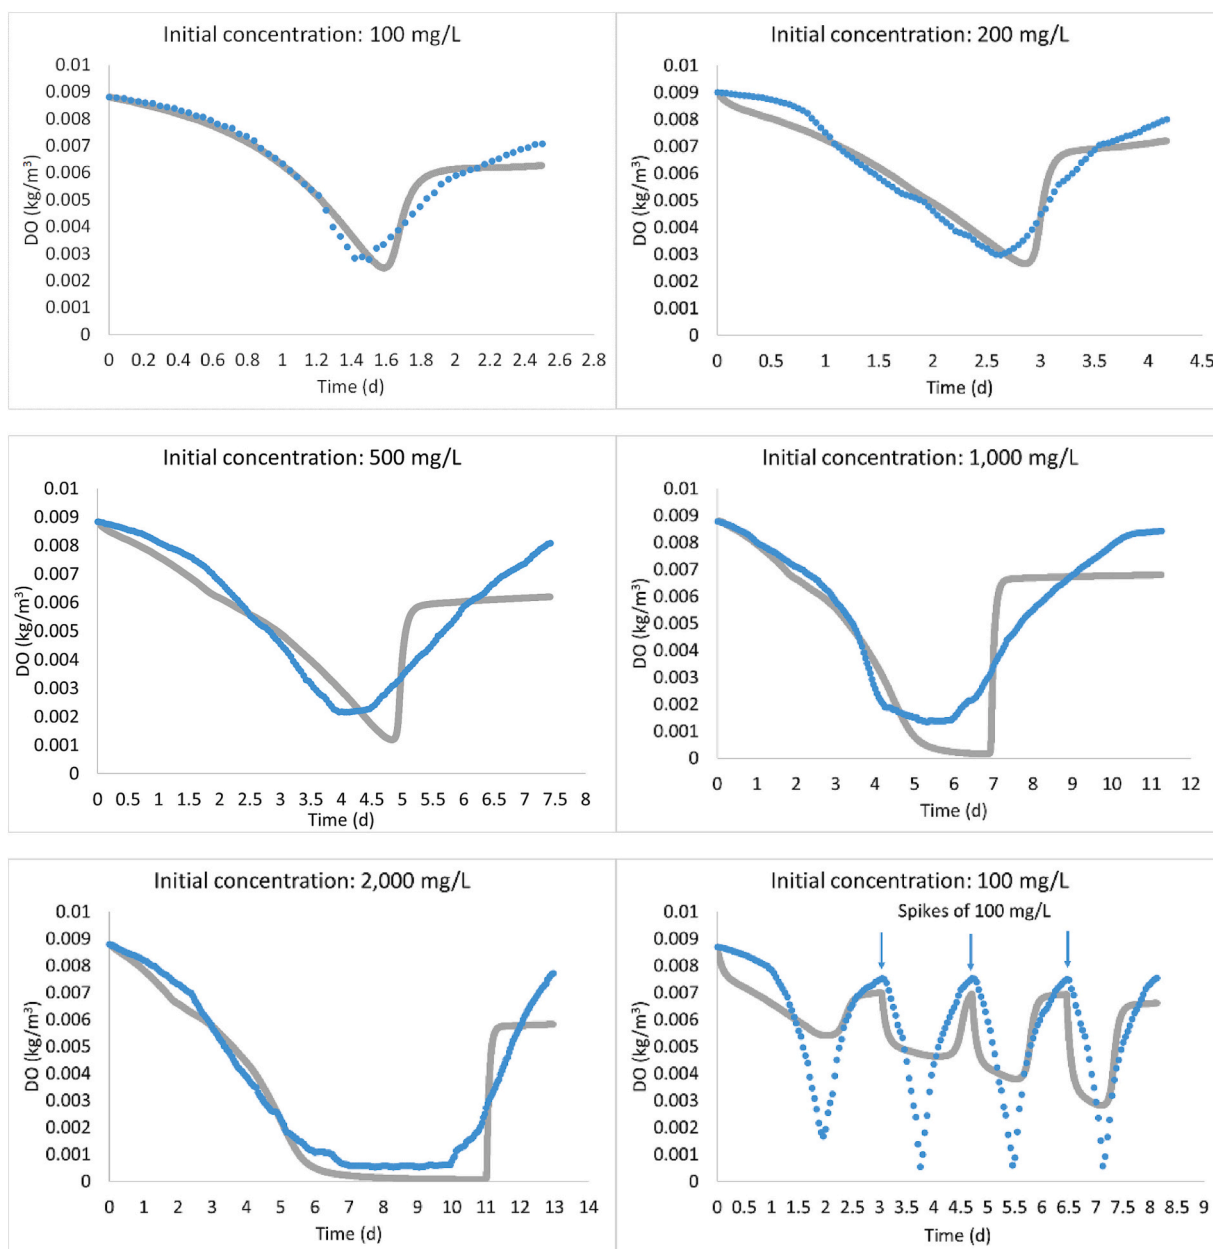 Initial concentration: 100 mg/L
0.01
0.009
0.008
0.007
0.006
0.005
0.004
0.003
0.002
0.001
0
DO (kg/m³)
0 0.2 0.4 0.6 0.8 1 1.2 1.4 1.6 1.8 2 2.2 2.4 2.6 2.8
Time (d)
Initial concentration: 200 mg/L
0.01
0.009
0.008
0.007
0.006
0.005
0.004
0.003
0.002
0.001
0
DO (kg/m³)
0 0.5 1 1.5 2 2.5 3 3.5 4 4.5
Time (d)
Initial concentration: 500 mg/L
0.01
0.009
0.008
0.007
0.006
0.005
0.004
0.003
0.002
0.001
0
DO (kg/m³)
0 0.5 1 1.5 2 2.5 3 3.5 4 4.5 5 5.5 6 6.5 7 7.5 8
Time (d)
Initial concentration: 1,000 mg/L
0.01
0.009
0.008
0.007
0.006
0.005
0.004
0.003
0.002
0.001
0
DO (kg/m³)
0 1 2 3 4 5 6 7 8 9 10 11 12
Time (d)
Initial concentration: 2,000 mg/L
0.01
0.009
0.008
0.007
0.006
0.005
0.004
0.003
0.002
0.001
0
DO (kg/m³)
0 1 2 3 4 5 6 7 8 9 10 11 12 13 14
Time (d)
Initial concentration: 100 mg/L
Spikes of 100 mg/L
0.01
0.009
0.008
0.007
0.006
0.005
0.004
0.003
0.002
0.001
0
DO (kg/m³)
0 0.5 1 1.5 2 2.5 3 3.5 4 4.5 5 5.5 6 6.5 7 7.5 8 8.5 9
Time (d)